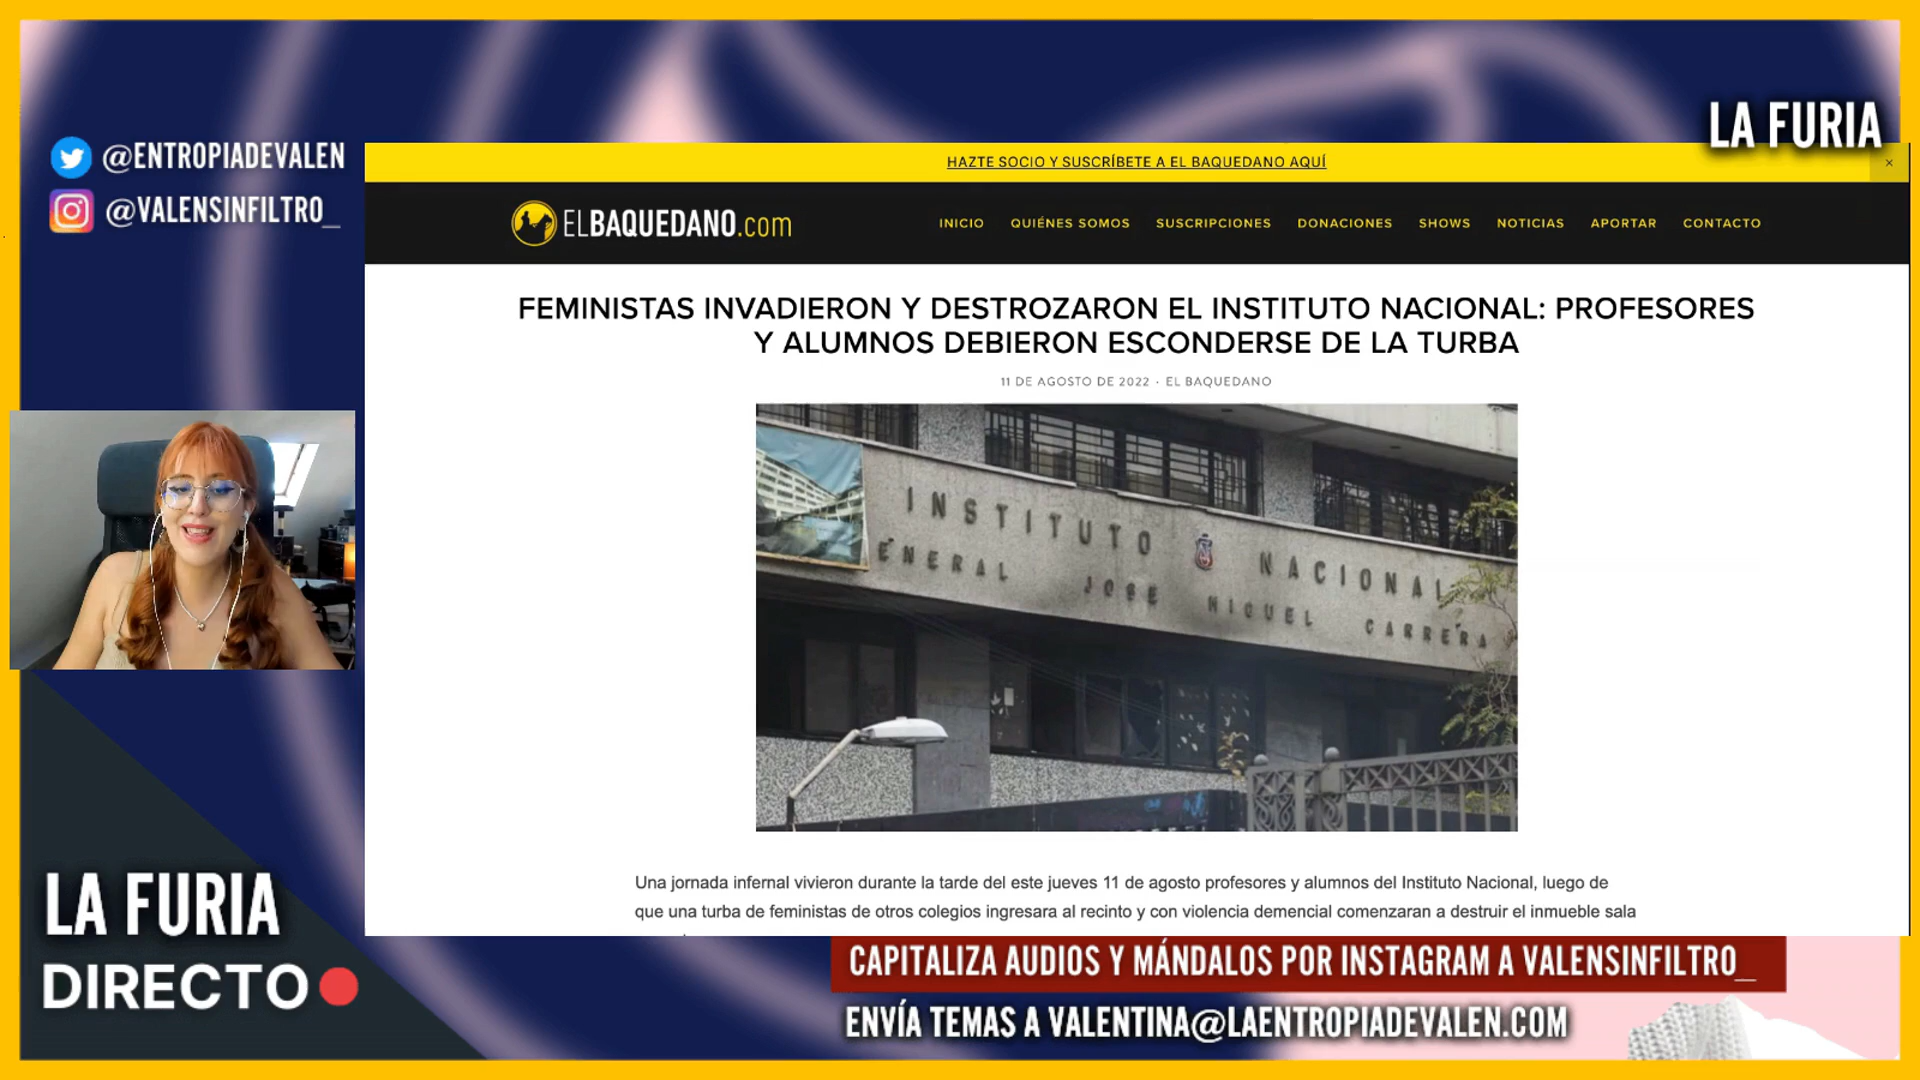 LA FURIA
@ENTROPIADEVALEN
@VALENSINFILTRO_
HAZTE SOCIO Y SUSCRÍBETE A EL BAQUEDANO AQUÍ
×
ELBAQUEDANO.com
INICIO QUIÉNES SOMOS SUSCRIPCIONES DONACIONES SHOWS NOTICIAS APORTAR CONTACTO
FEMINISTAS INVADIERON Y DESTROZARON EL INSTITUTO NACIONAL: PROFESORES
Y ALUMNOS DEBIERON ESCONDERSE DE LA TURBA
11 DE AGOSTO DE 2022 · EL BAQUEDANO
INSTITUTO NACIONAL
ENERAL JOSE MIGUEL CARRERA
Una jornada infernal vivieron durante la tarde del este jueves 11 de agosto profesores y alumnos del Instituto Nacional, luego de
que una turba de feministas de otros colegios ingresara al recinto y con violencia demencial comenzaran a destruir el inmueble sala
LA FURIA
DIRECTO
CAPITALIZA AUDIOS Y MÁNDALOS POR INSTAGRAM A VALENSINFILTRO_
ENVÍA TEMAS A VALENTINA@LAENTROPIADEVALEN.COM